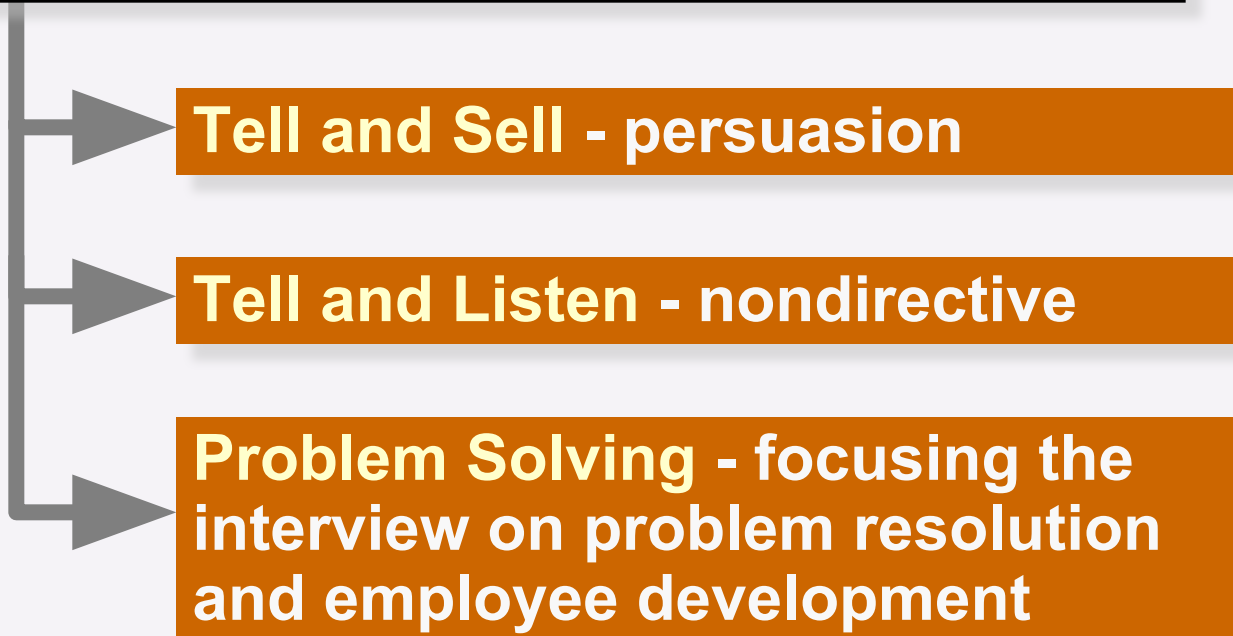 Tell and Sell - persuasion
Tell and Listen - nondirective
Problem Solving - focusing the
interview on problem resolution
and employee development